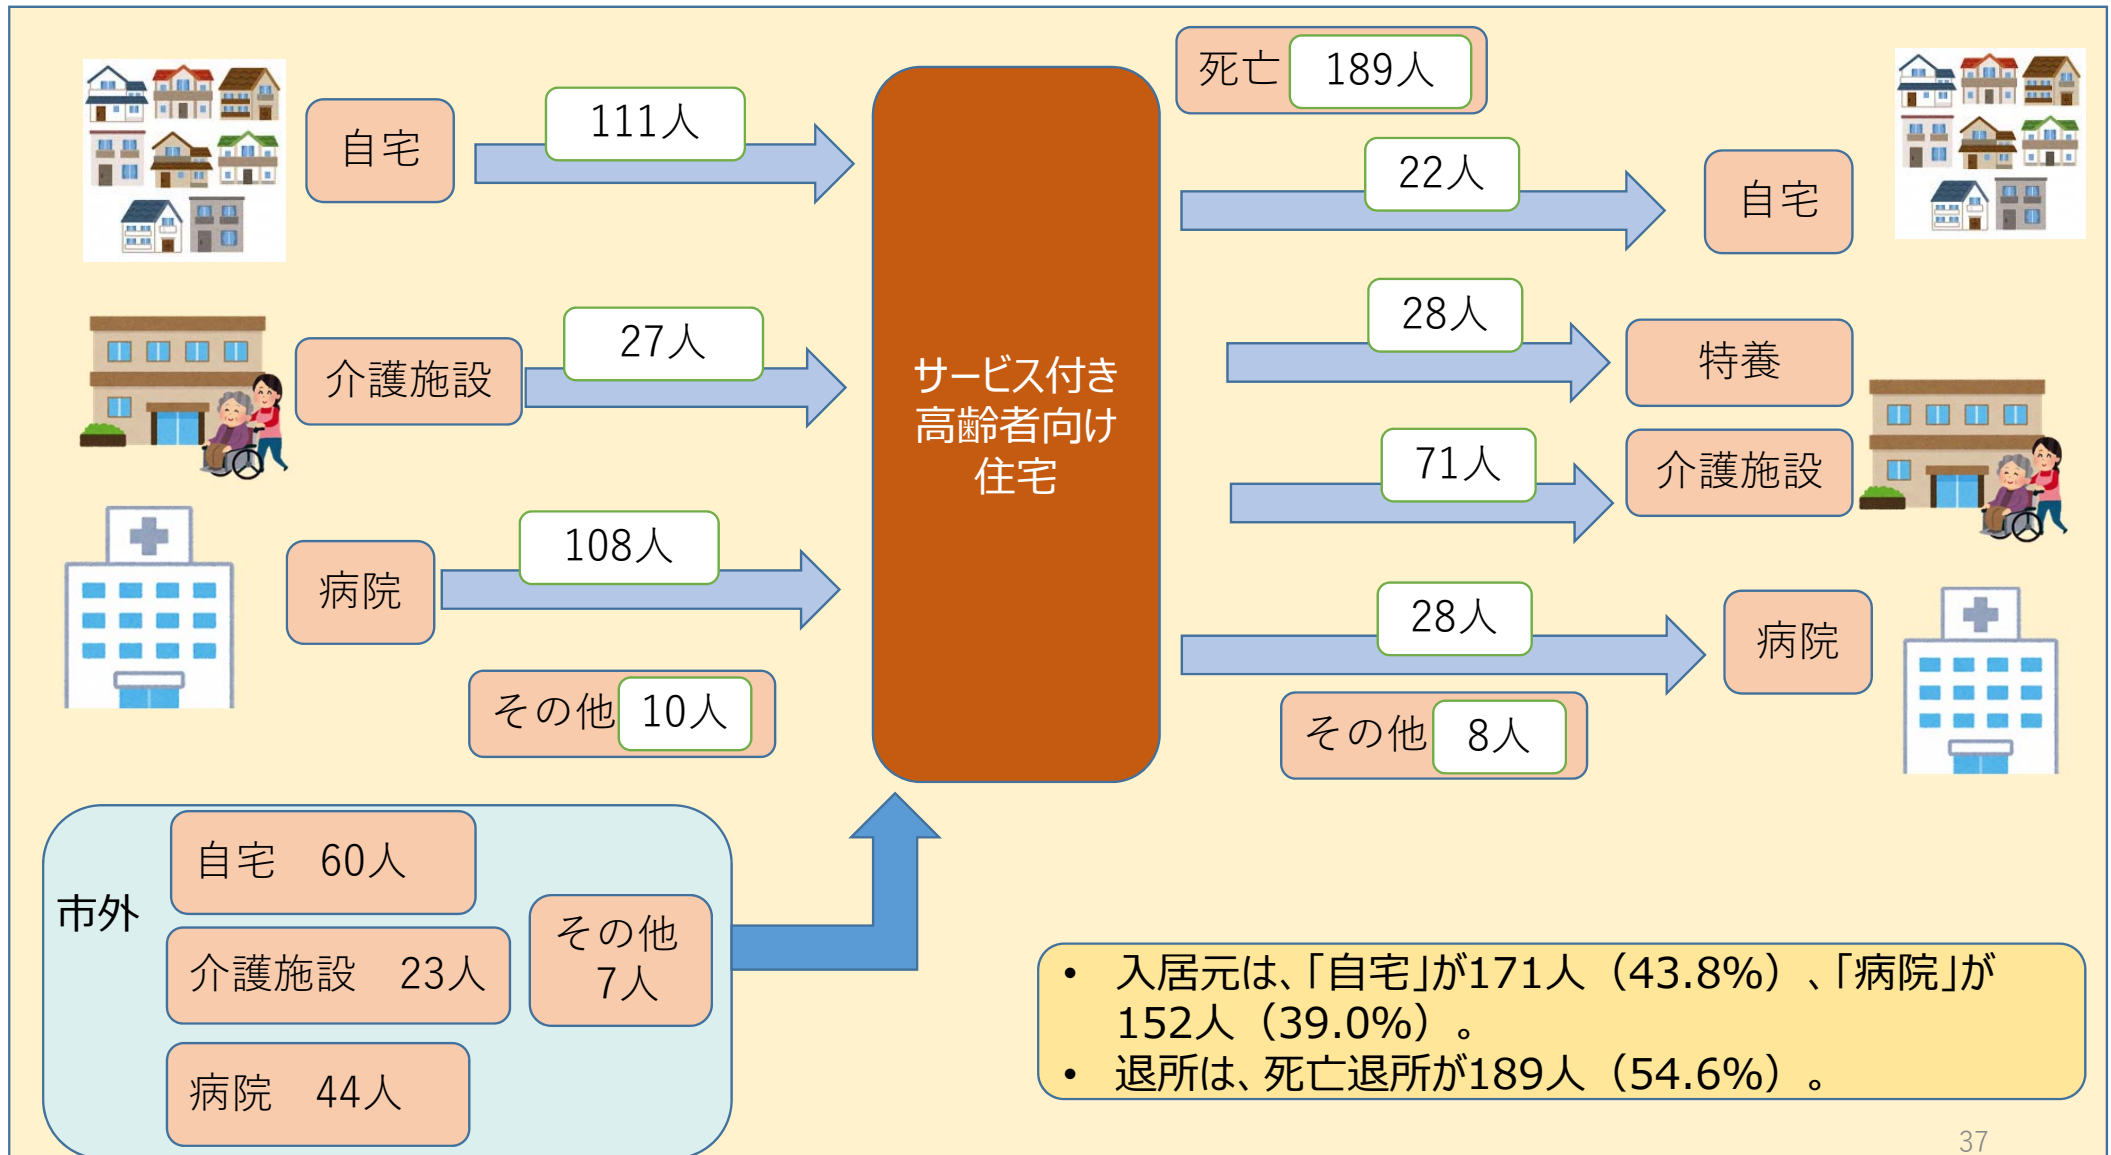 自宅
111人
介護施設
27人
病院
108人
その他 10人
サービス付き
高齢者向け
住宅
死亡 189人
22人
自宅
28人
特養
71人
介護施設
28人
病院
その他 8人
市外
自宅　60人
介護施設　23人
病院　44人
その他
7人
• 入居元は、「自宅」が171人（43.8%）、「病院」が
152人（39.0%）。
• 退所は、死亡退所が189人（54.6%）。
37